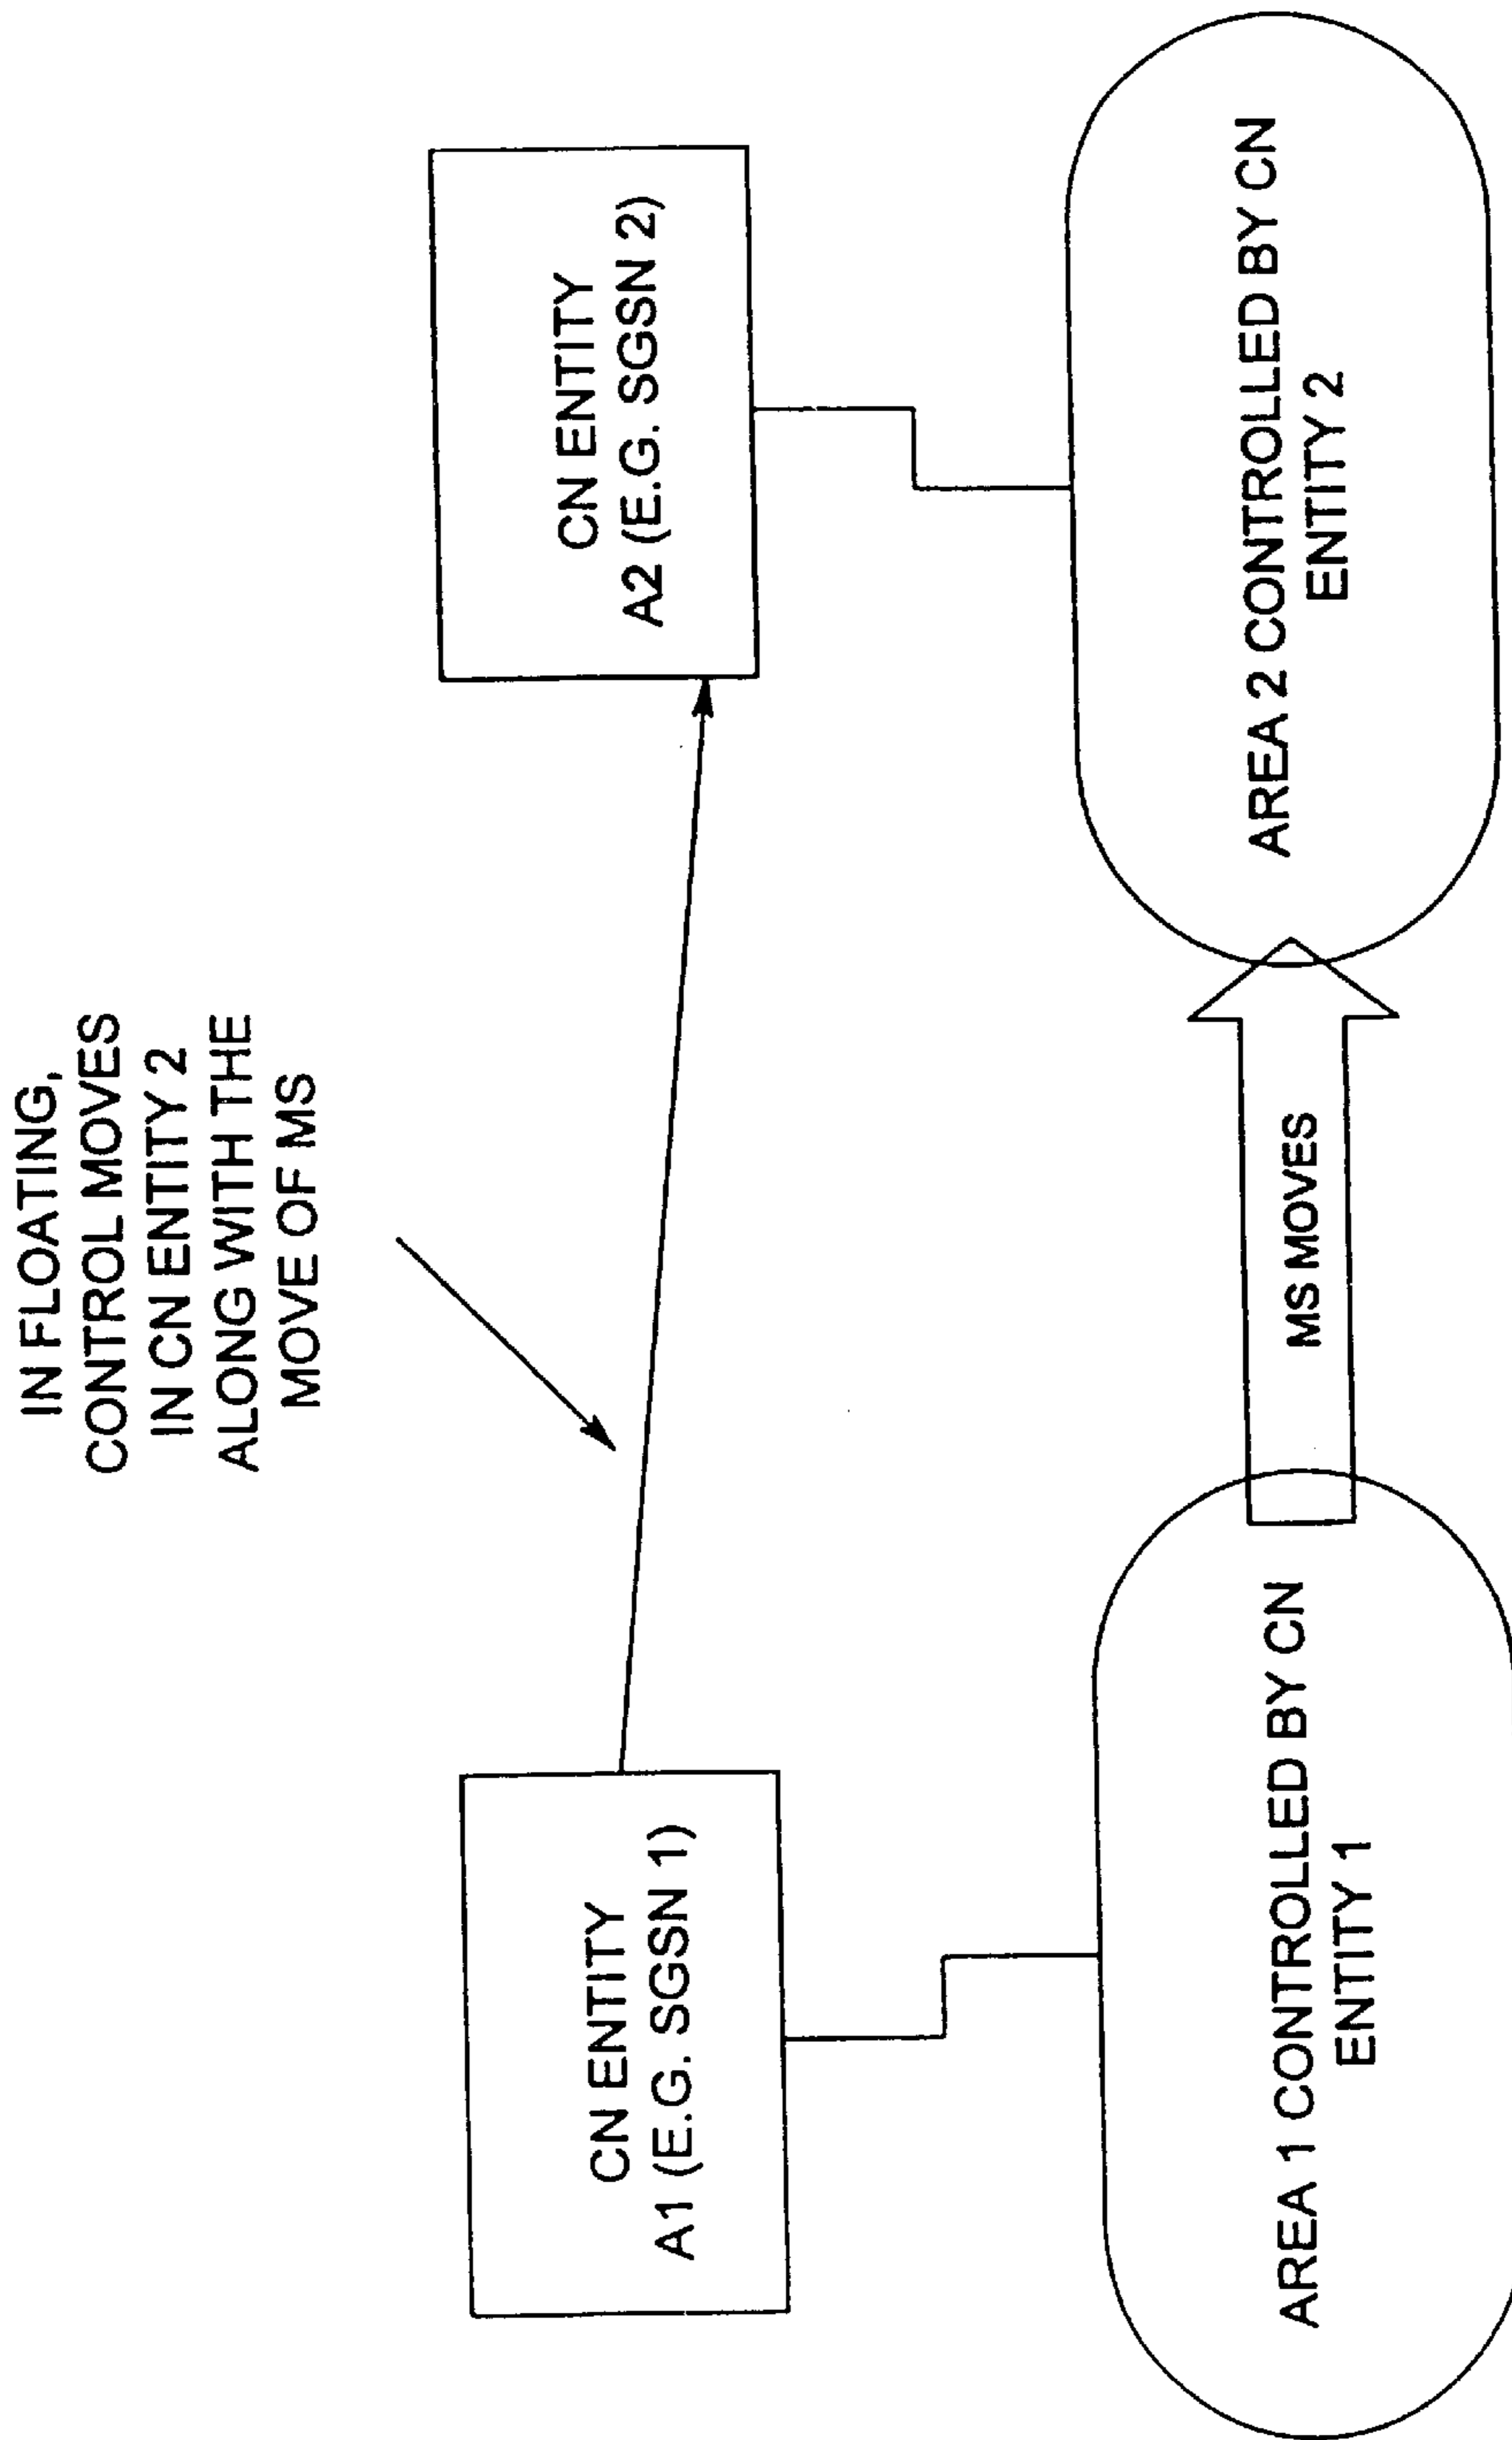 IN FLOATING,
CONTROL MOVES
IN CN ENTITY 2
ALONG WITH THE
MOVE OF MS
CN ENTITY
A1 (E.G. SGSN 1)
CN ENTITY
A2 (E.G. SGSN 2)
AREA 1 CONTROLLED BY CN
ENTITY 1
MS MOVES
AREA 2 CONTROLLED BY CN
ENTITY 2